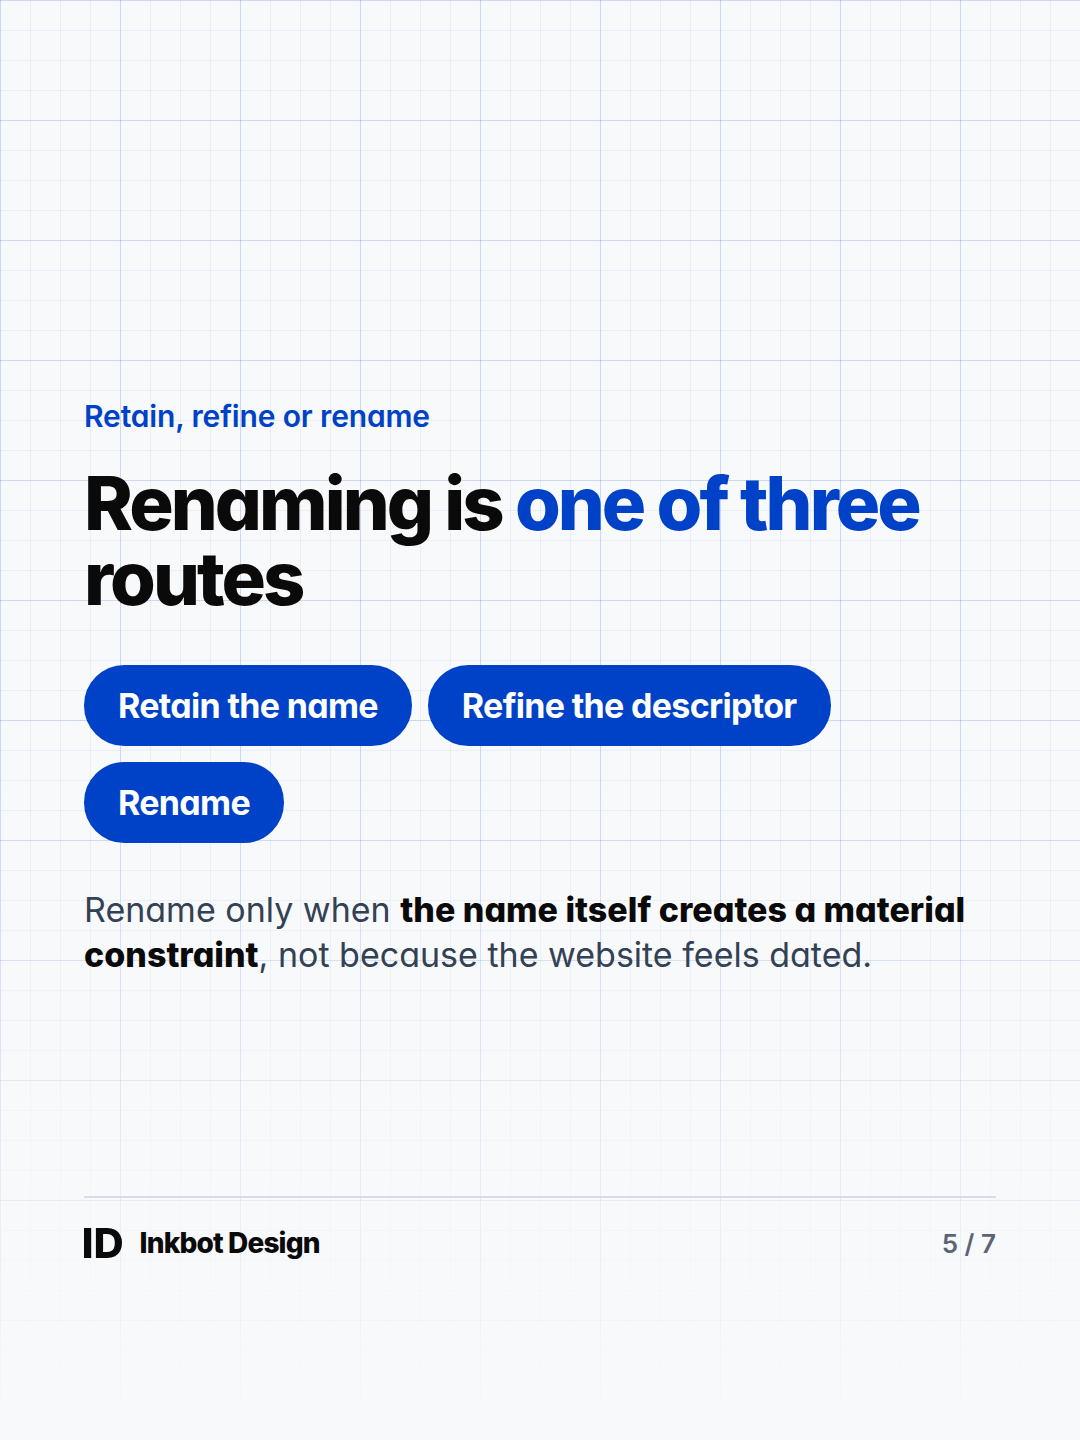 Retain, refine or rename
Renaming is one of three
routes
Retain the name Refine the descriptor
Rename
Rename only when the name itself creates a material
constraint, not because the website feels dated.
ID Inkbot Design 5 / 7